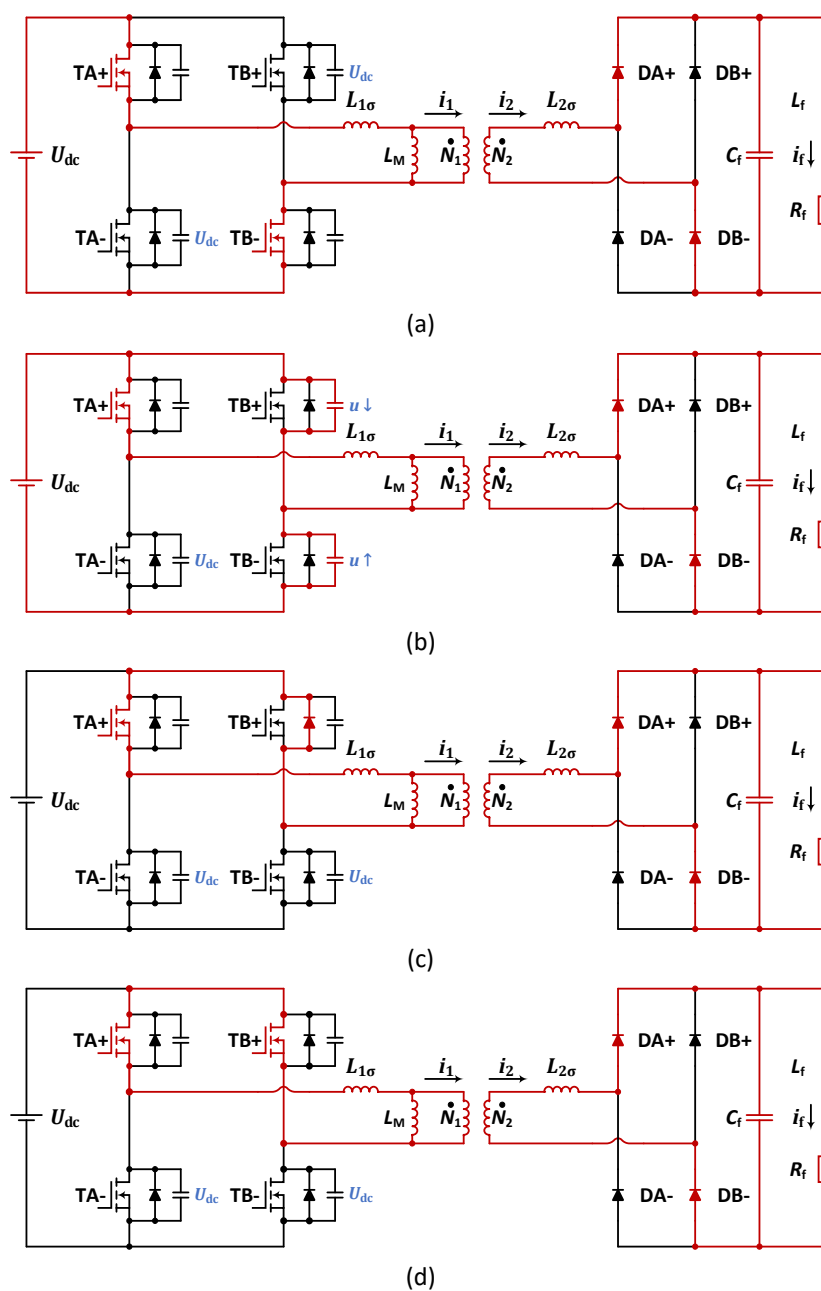 TA+ TB+ Udc DA+ DB+ Lf
L1σ i1 i2 L2σ
Udc LM N1 N2 Cf if↓
TA- Udc TB- DA- DB- Rf
(a)
TA+ TB+ u↓ DA+ DB+ Lf
L1σ i1 i2 L2σ
Udc LM N1 N2 Cf if↓
TA- Udc TB- u↑ DA- DB- Rf
(b)
TA+ TB+ DA+ DB+ Lf
L1σ i1 i2 L2σ
Udc LM N1 N2 Cf if↓
TA- Udc TB- Udc DA- DB- Rf
(c)
TA+ TB+ DA+ DB+ Lf
L1σ i1 i2 L2σ
Udc LM N1 N2 Cf if↓
TA- Udc TB- Udc DA- DB- Rf
(d)